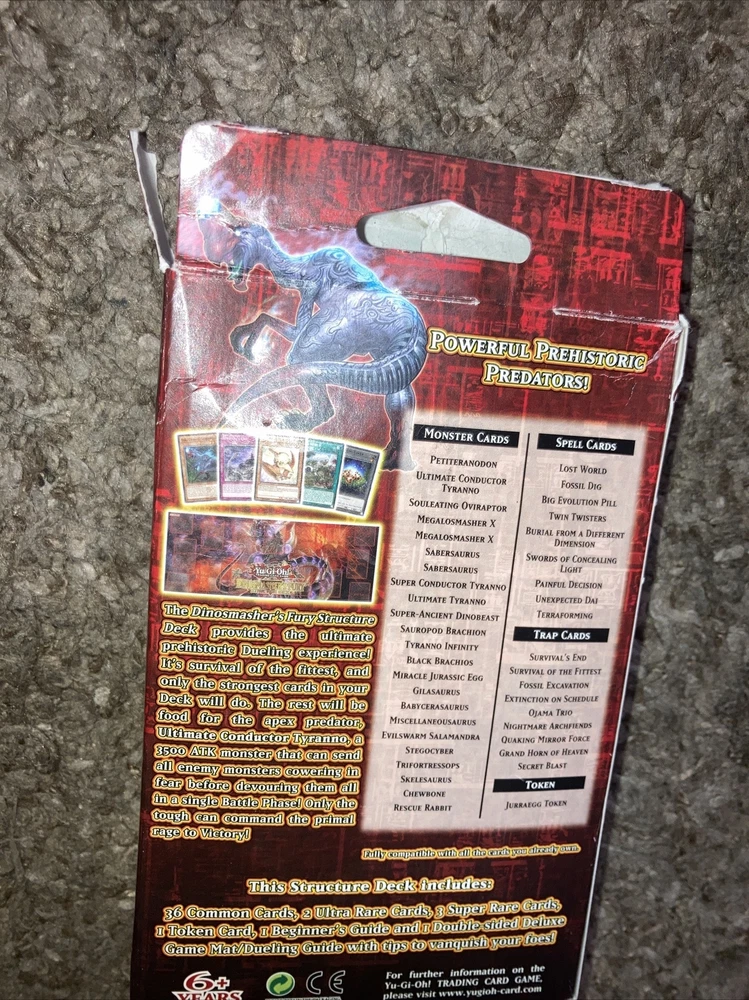 POWERFUL PREHISTORIC
PREDATORS!
MONSTER CARDS
PETITERANODON
ULTIMATE CONDUCTOR
TYRANNO
SOULEATING OVIRAPTOR
MEGALOSMASHER X
MEGALOSMASHER X
SABERSAURUS
SABERSAURUS
SUPER CONDUCTOR TYRANNO
ULTIMATE TYRANNO
SUPER-ANCIENT DINOBEAST
SAUROPOD BRACHION
TYRANNO INFINITY
BLACK BRACHIOS
MIRACLE JURASSIC EGG
GILASAURUS
BABYCERASAURUS
MISCELLANEOUSAURUS
EVILSWARM SALAMANDRA
STEGOCYBER
TRIFORTRESSOPS
SKELESAURUS
CHEWBONE
RESCUE RABBIT
SPELL CARDS
LOST WORLD
FOSSIL DIG
BIG EVOLUTION PILL
TWIN TWISTERS
BURIAL FROM A DIFFERENT
DIMENSION
SWORDS OF CONCEALING
LIGHT
PAINFUL DECISION
UNEXPECTED DAI
TERRAFORMING
TRAP CARDS
SURVIVAL'S END
SURVIVAL OF THE FITTEST
FOSSIL EXCAVATION
EXTINCTION ON SCHEDULE
OJAMA TRIO
NIGHTMARE ARCHFIENDS
QUAKING MIRROR FORCE
GRAND HORN OF HEAVEN
SECRET BLAST
TOKEN
JURRAEGG TOKEN
Yu-Gi-Oh!
The Dinosmasher's Fury Structure
Deck provides the ultimate
prehistoric Dueling experience!
It's survival of the fittest, and
only the strongest cards in your
Deck will do. The rest will be
food for the apex predator,
Ultimate Conductor Tyranno, a
3500 ATK monster that can send
all enemy monsters cowering in
fear before devouring them all
in a single Battle Phase! Only the
tough can command the primal
rage to Victory!
Fully compatible with all the cards you already own.
This Structure Deck includes:
36 Common Cards, 2 Ultra Rare Cards, 3 Super Rare Cards,
1 Token Card, 1 Beginner's Guide and 1 Double-sided Deluxe
Game Mat/Dueling Guide with tips to vanquish your foes!
6+
YEARS
CE
For further information on the
Yu-Gi-Oh! TRADING CARD GAME,
please visit www.yugioh-card.com